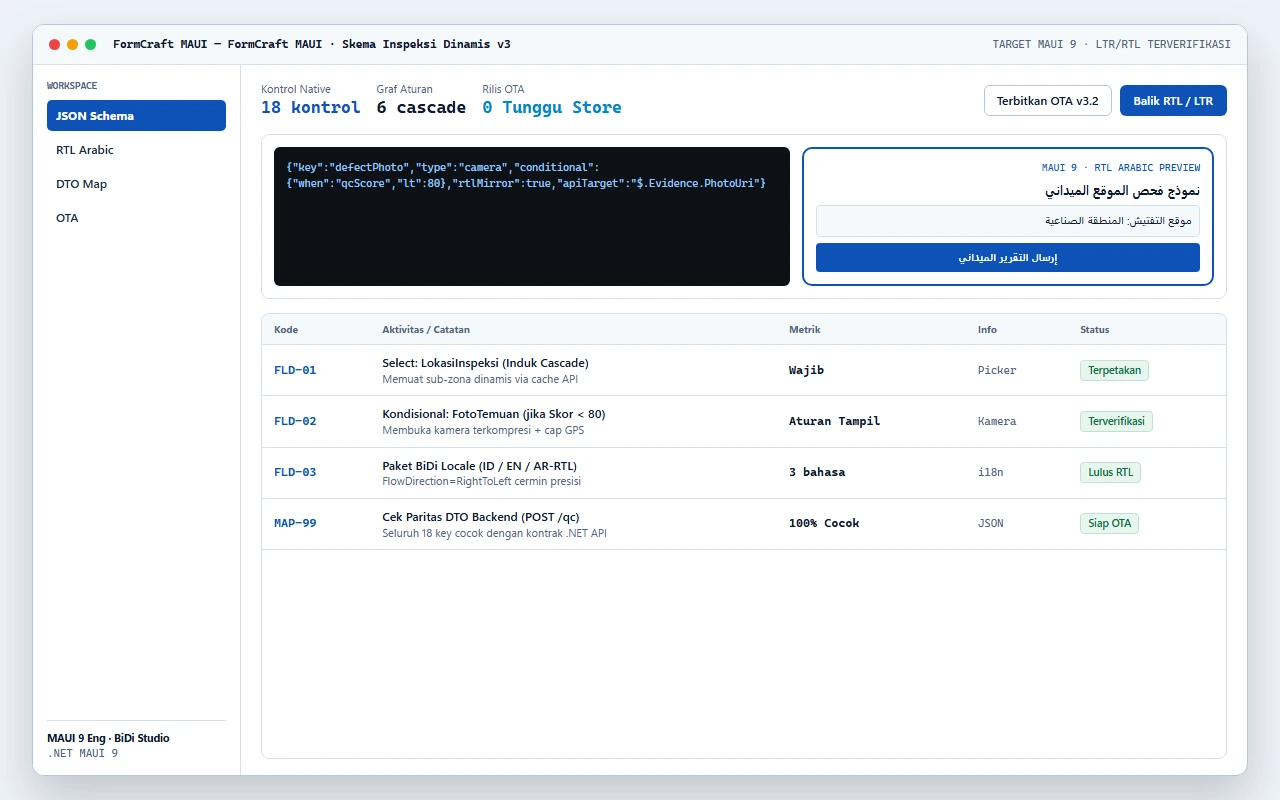 FormCraft MAUI — FormCraft MAUI · Skema Inspeksi Dinamis v3
TARGET MAUI 9 · LTR/RTL TERVERIFIKASI
WORKSPACE
JSON Schema
RTL Arabic
DTO Map
OTA
MAUI 9 Eng · BiDi Studio
.NET MAUI 9
Kontrol Native
18 kontrol
Graf Aturan
6 cascade
Rilis OTA
0 Tunggu Store
Terbitkan OTA v3.2
Balik RTL / LTR
{"key":"defectPhoto","type":"camera","conditional":
{"when":"qcScore","lt":80},"rtlMirror":true,"apiTarget":"$.Evidence.PhotoUri"}
MAUI 9 · RTL ARABIC PREVIEW
نموذج فحص الموقع الميداني
موقع التفتيش: المنطقة الصناعية
إرسال التقرير الميداني
Kode Aktivitas / Catatan Metrik Info Status
FLD-01 Select: LokasiInspeksi (Induk Cascade) Wajib Picker Terpetakan
Memuat sub-zona dinamis via cache API
FLD-02 Kondisional: FotoTemuan (jika Skor < 80) Aturan Tampil Kamera Terverifikasi
Membuka kamera terkompresi + cap GPS
FLD-03 Paket BiDi Locale (ID / EN / AR-RTL) 3 bahasa i18n Lulus RTL
FlowDirection=RightToLeft cermin presisi
MAP-99 Cek Paritas DTO Backend (POST /qc) 100% Cocok JSON Siap OTA
Seluruh 18 key cocok dengan kontrak .NET API